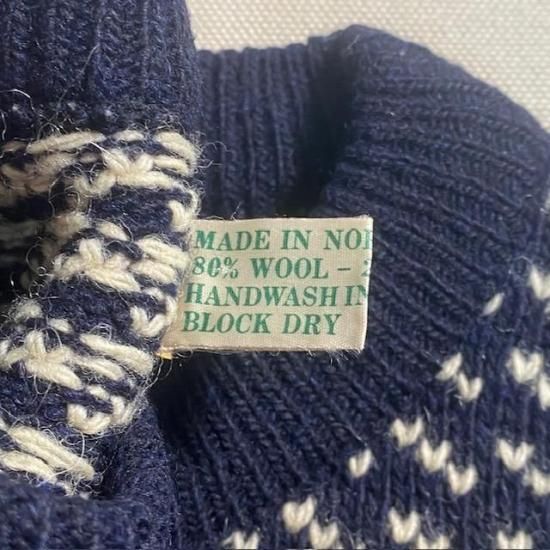 MADE IN NOR
80% WOOL – 2
HANDWASH IN
BLOCK DRY